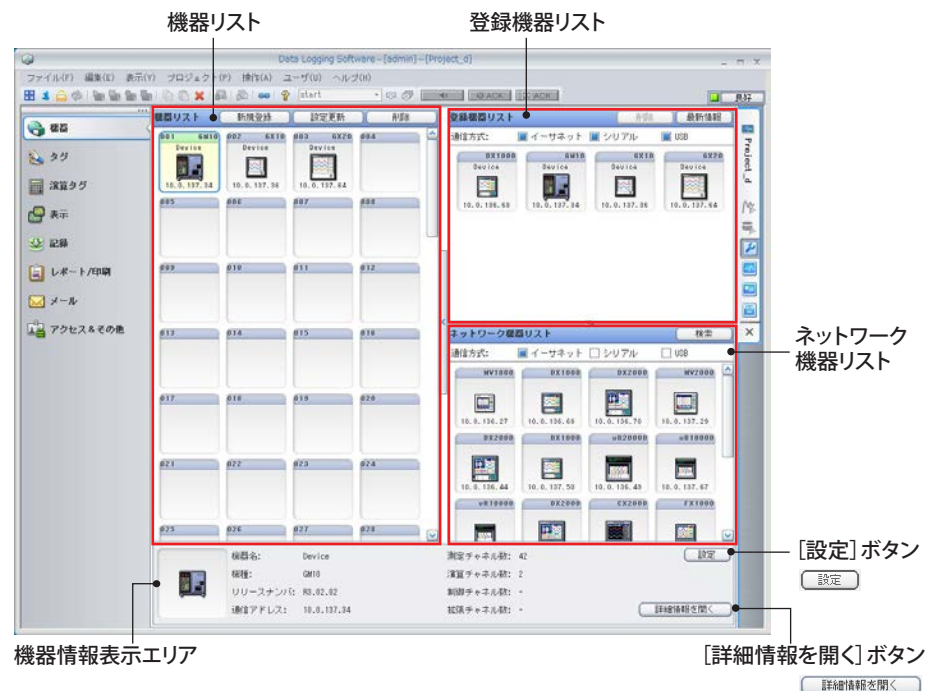 機器リスト
登録機器リスト
Data Logging Software-[admin]-[Project_d]
ファイル(F) 編集(E) 表示(V) プロジェクト(P) 操作(A) ユーザ(U) ヘルプ(H)
start
ACK
ACK
良好
機器リスト 新規登録 設定更新 削除
登録機器リスト 削除 最新情報
通信方式: イーサネット シリアル USB
機器
タグ
演算タグ
表示
記録
レポート/印刷
メール
アクセス&その他
001 GM10 002 GX10 003 GX20 004
Device Device Device
10.0.137.34 10.0.137.36 10.0.137.64
005 006 007 008
009 010 011 012
013 014 015 016
017 018 019 020
021 022 023 024
025 026 027 028
DX1000 GM10 GX10 GX20
Device Device Device Device
10.0.136.68 10.0.137.34 10.0.137.36 10.0.137.64
Project_d
ネットワーク機器リスト 検索
通信方式: イーサネット シリアル USB
MV1000 DX1000 DX2000 MV2000
10.0.136.27 10.0.136.68 10.0.136.70 10.0.137.29
DX2000 DX1000 uR20000 uR10000
10.0.136.44 10.0.137.50 10.0.136.43 10.0.137.67
uR10000 DX2000 CX2000 FX1000
ネットワーク
機器リスト
機器名: Device
機種: GM10
リリースナンバ: R3.02.02
通信アドレス: 10.0.137.34
測定チャネル数: 42
演算チャネル数: 2
制御チャネル数: -
拡張チャネル数: -
設定
詳細情報を開く
[設定]ボタン
設定
機器情報表示エリア
[詳細情報を開く]ボタン
詳細情報を開く